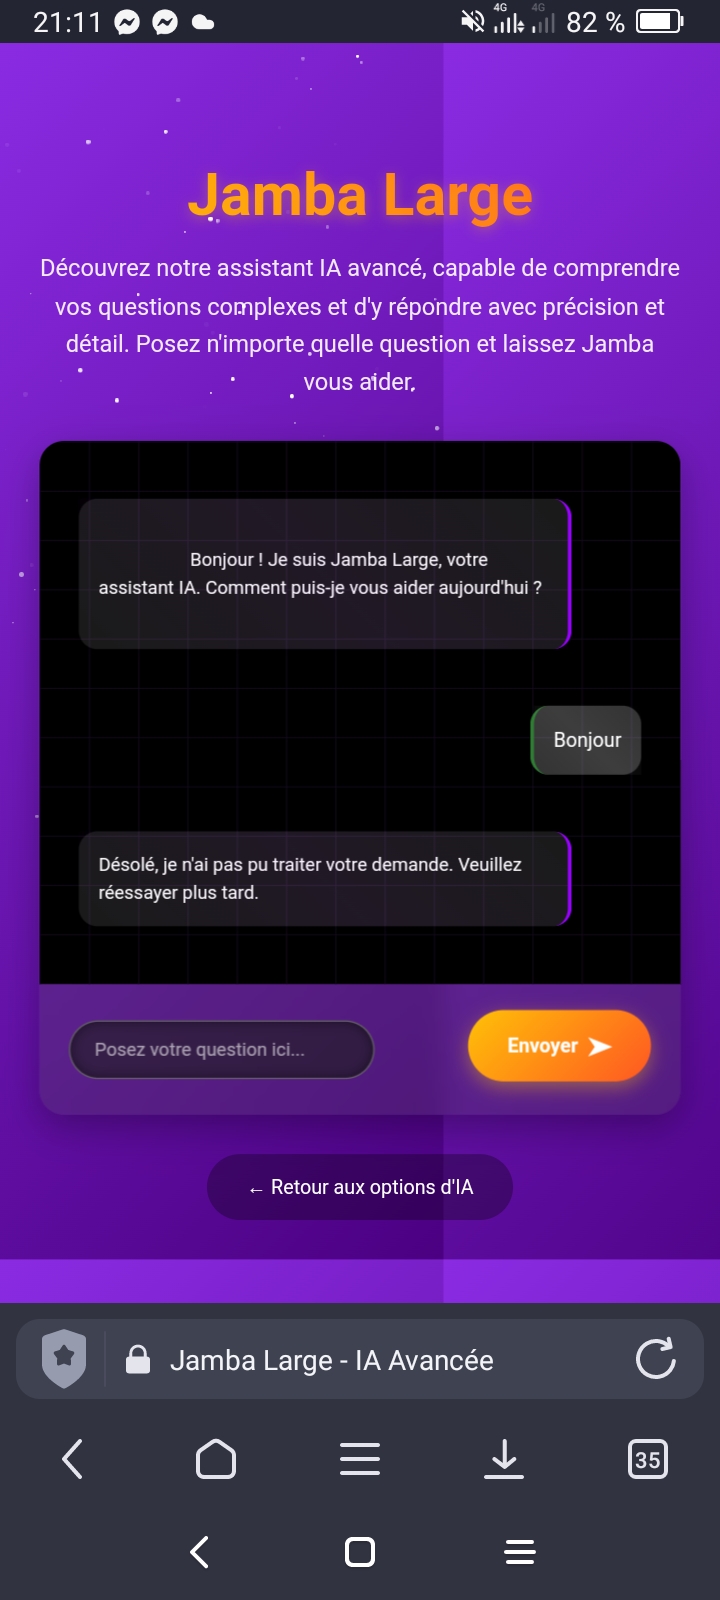 21:11
4G
4G
82 %
Jamba Large
Découvrez notre assistant IA avancé, capable de comprendre
vos questions complexes et d'y répondre avec précision et
détail. Posez n'importe quelle question et laissez Jamba
vous aider.
Bonjour ! Je suis Jamba Large, votre
assistant IA. Comment puis-je vous aider aujourd'hui ?
Bonjour
Désolé, je n'ai pas pu traiter votre demande. Veuillez
réessayer plus tard.
Posez votre question ici...
Envoyer
← Retour aux options d'IA
Jamba Large - IA Avancée
35